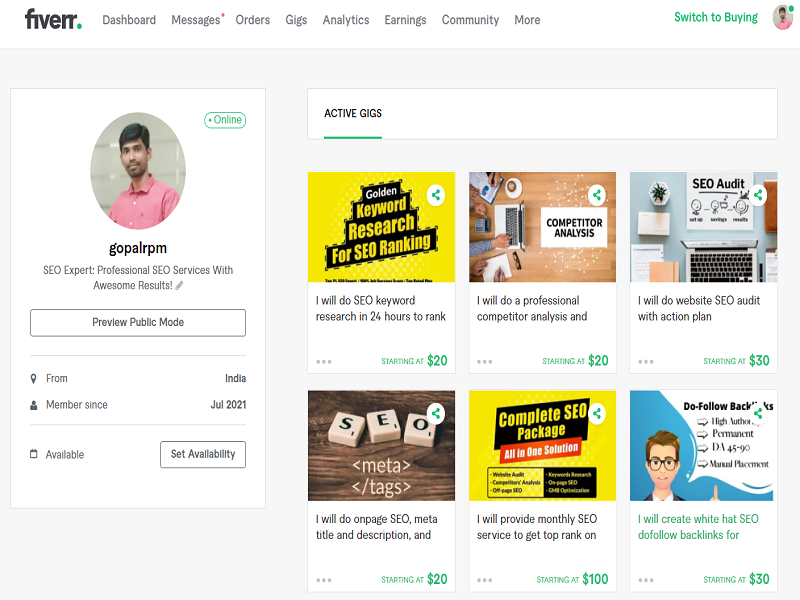 fiverr.
Dashboard Messages Orders Gigs Analytics Earnings Community More
Switch to Buying
• Online
gopalrpm
SEO Expert: Professional SEO Services With
Awesome Results!
Preview Public Mode
From India
Member since Jul 2021
Available Set Availability
ACTIVE GIGS
Golden
Keyword
Research
For SEO Ranking
I will do SEO keyword
research in 24 hours to rank
STARTING AT $20
COMPETITOR
ANALYSIS
I will do a professional
competitor analysis and
STARTING AT $20
SEO Audit
set up savings results
I will do website SEO audit
with action plan
STARTING AT $30
SEO
<meta>
</tags>
I will do onpage SEO, meta
title and description, and
STARTING AT $20
Complete SEO
Package
All in One Solution
• Website Audit • Keywords Research
• Competitors' Analysis • On-page SEO
• Off-page SEO • GMB Optimization
I will provide monthly SEO
service to get top rank on
STARTING AT $100
Do-Follow Backlinks
High
Permanent
DA 45-90
Manual Placement
I will create white hat SEO
dofollow backlinks for
STARTING AT $30